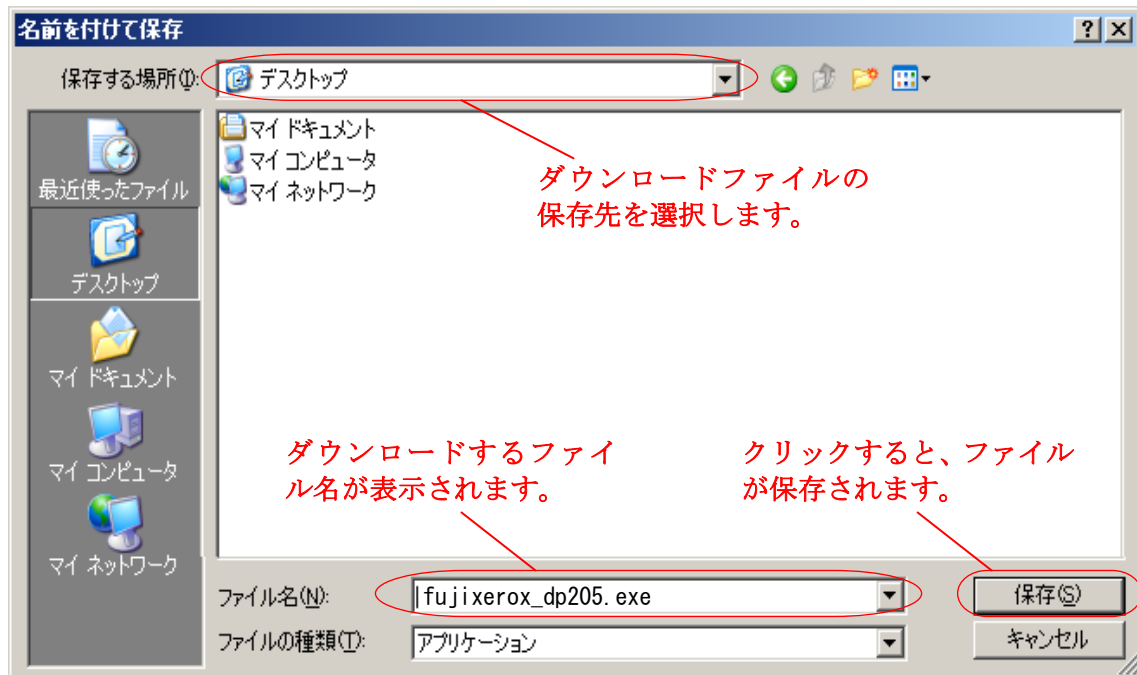 名前を付けて保存
保存する場所(I):
デスクトップ
マイ ドキュメント
マイ コンピュータ
マイ ネットワーク
ダウンロードファイルの
保存先を選択します。
最近使ったファイル
デスクトップ
マイ ドキュメント
マイ コンピュータ
マイ ネットワーク
ダウンロードするファイ
ル名が表示されます。
クリックすると、ファイル
が保存されます。
ファイル名(N):
fujixerox_dp205.exe
保存(S)
ファイルの種類(T):
アプリケーション
キャンセル